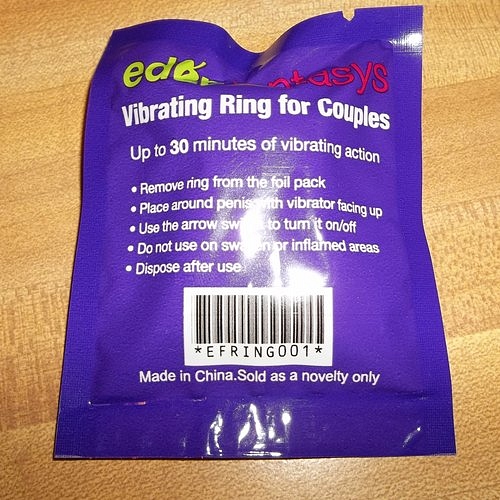 Vibrating Ring for Couples
Up to 30 minutes of vibrating action
• Remove ring from the foil pack
• Place around penis with vibrator facing up
• Use the arrow switch to turn it on/off
• Do not use on swollen or inflamed areas
• Dispose after use
*EFRING001*
Made in China.Sold as a novelty only